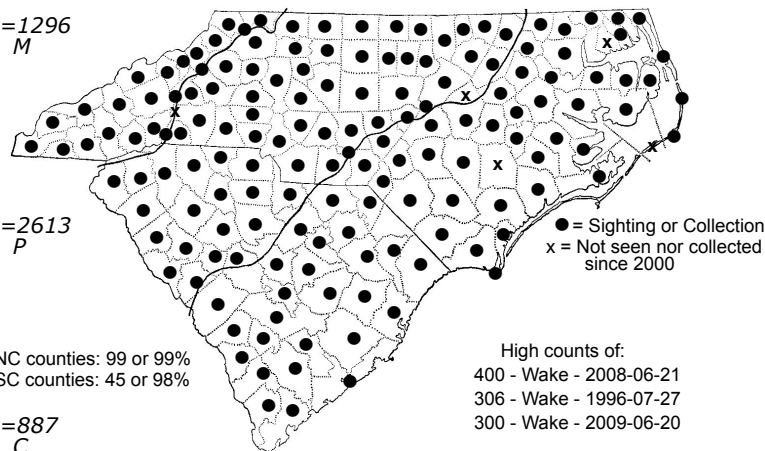 =1296
M
=2613
P
● = Sighting or Collection
x = Not seen nor collected
since 2000
NC counties: 99 or 99%
SC counties: 45 or 98%
High counts of:
400 - Wake - 2008-06-21
306 - Wake - 1996-07-27
300 - Wake - 2009-06-20
=887
C